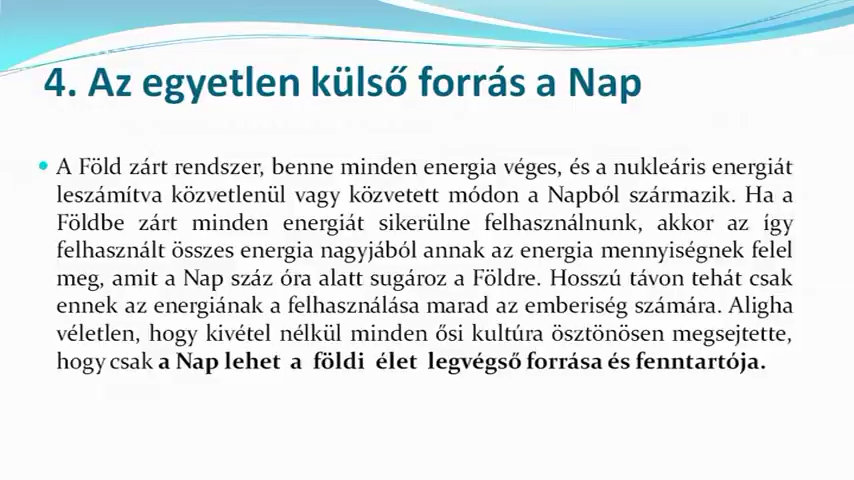 4. Az egyetlen külső forrás a Nap
A Föld zárt rendszer, benne minden energia véges, és a nukleáris energiát
leszámítva közvetlenül vagy közvetett módon a Napból származik. Ha a
Földbe zárt minden energiát sikerülne felhasználnunk, akkor az így
felhasznált összes energia nagyjából annak az energia mennyiségnek felel
meg, amit a Nap száz óra alatt sugároz a Földre. Hosszú távon tehát csak
ennek az energiának a felhasználása marad az emberiség számára. Aligha
véletlen, hogy kivétel nélkül minden ősi kultúra ösztönösen megsejtette,
hogy csak a Nap lehet a földi élet legvégső forrása és fenntartója.